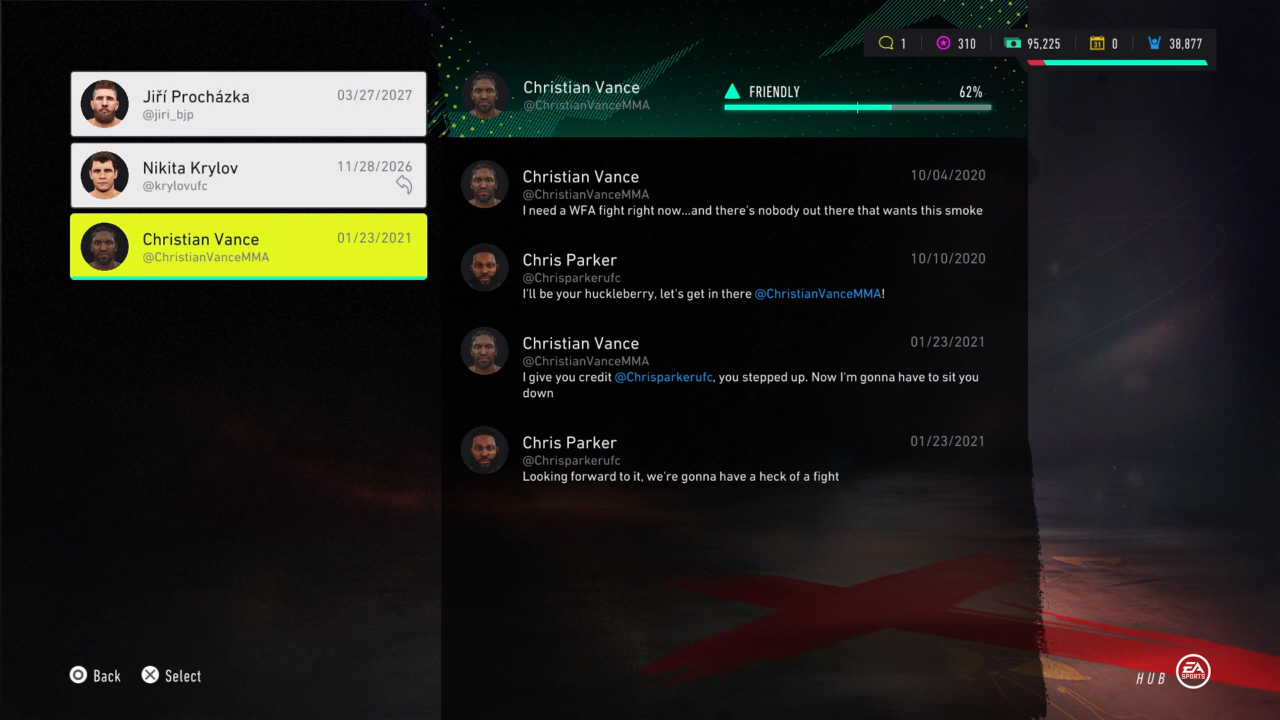 1
310
95,225
31
0
38,877
Jiří Procházka
03/27/2027
@jiri_bjp
Nikita Krylov
11/28/2026
@krylovufc
Christian Vance
01/23/2021
@ChristianVanceMMA
Christian Vance
@ChristianVanceMMA
FRIENDLY
62%
Christian Vance
10/04/2020
@ChristianVanceMMA
I need a WFA fight right now...and there's nobody out there that wants this smoke
Chris Parker
10/10/2020
@Chrisparkerufc
I'll be your huckleberry, let's get in there @ChristianVanceMMA!
Christian Vance
01/23/2021
@ChristianVanceMMA
I give you credit @Chrisparkerufc, you stepped up. Now I'm gonna have to sit you
down
Chris Parker
01/23/2021
@Chrisparkerufc
Looking forward to it, we're gonna have a heck of a fight
Back
Select
HUB
EA
SPORTS